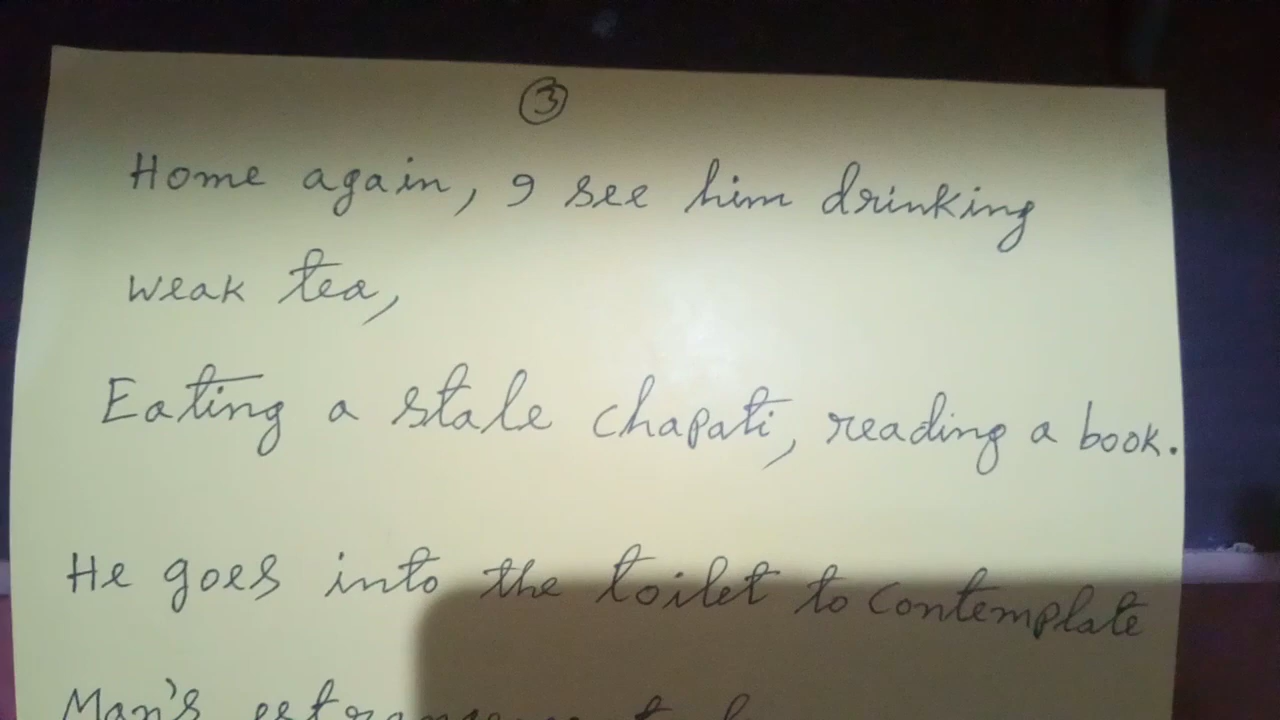 3
Home again, I see him drinking
weak tea,
Eating a stale chapati, reading a book.
He goes into the toilet to contemplate
Man's